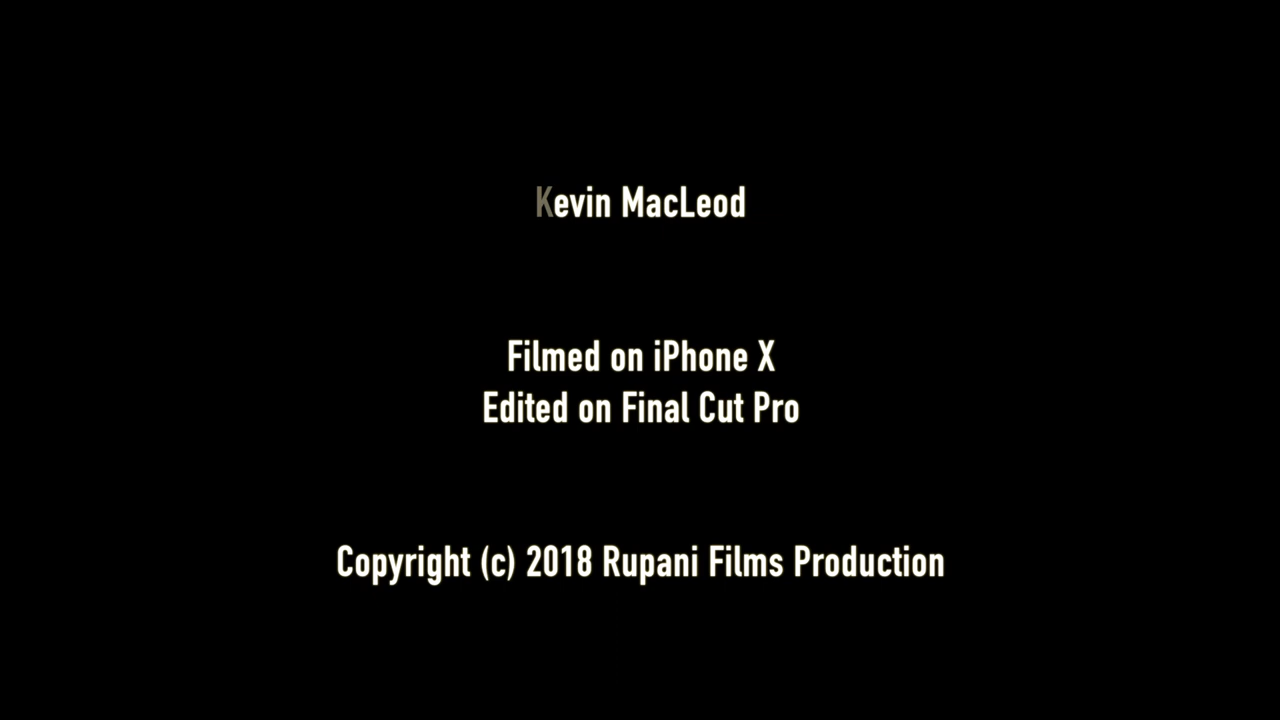 Kevin MacLeod
Filmed on iPhone X
Edited on Final Cut Pro
Copyright (c) 2018 Rupani Films Production